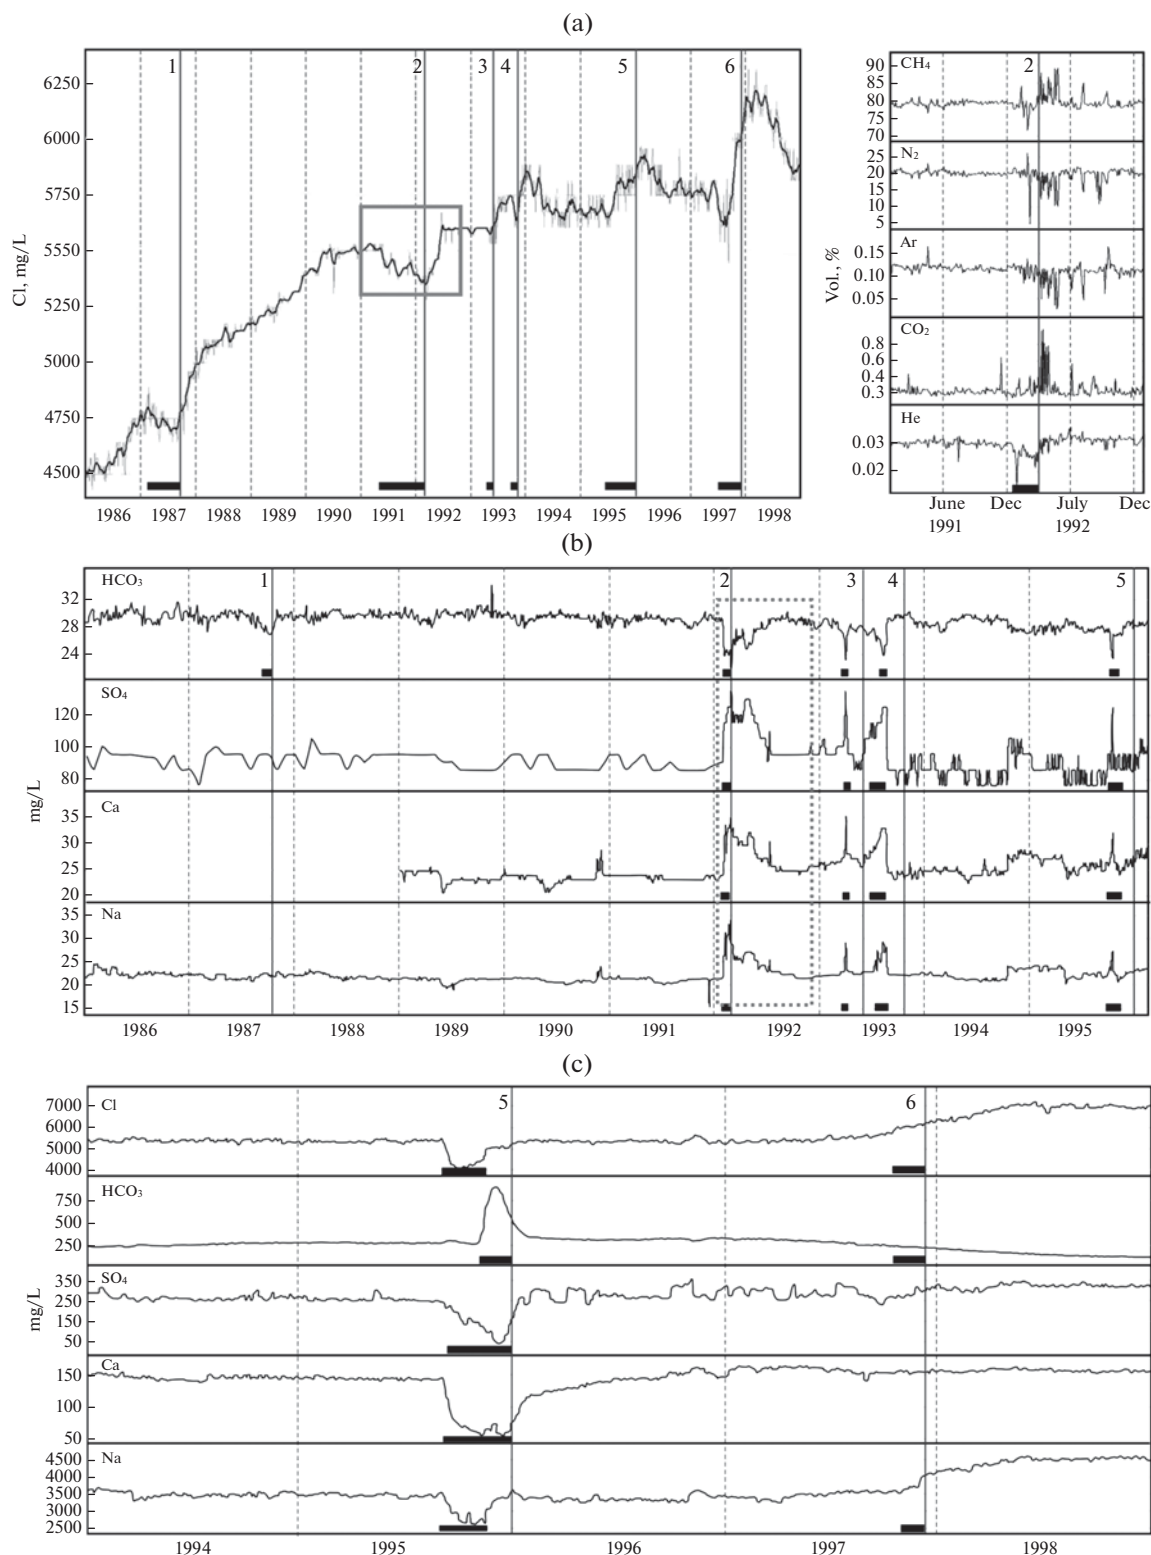 (a)
1 2 3 4 5 6
6250
6000
5750
5550
5250
5000
4750
4500
Cl, mg/L
1986 1987 1988 1989 1990 1991 1992 1993 1994 1995 1996 1997 1998
2
CH₄
90
85
80
75
70
N₂
25
20
15
10
5
Ar
0.15
0.10
0.05
CO₂
0.8
0.6
0.4
0.3
He
0.03
0.02
Vol., %
June Dec July Dec
1991 1992
(b)
1 2 3 4 5
HCO₃
32
28
24
SO₄
120
100
80
Ca
35
30
25
20
Na
35
30
25
20
15
mg/L
1986 1987 1988 1989 1990 1991 1992 1993 1994 1995
(c)
5 6
Cl
7000
6000
5000
4000
HCO₃
750
500
250
SO₄
350
250
150
50
Ca
150
100
50
Na
4500
4000
3500
3000
2500
mg/L
1994 1995 1996 1997 1998